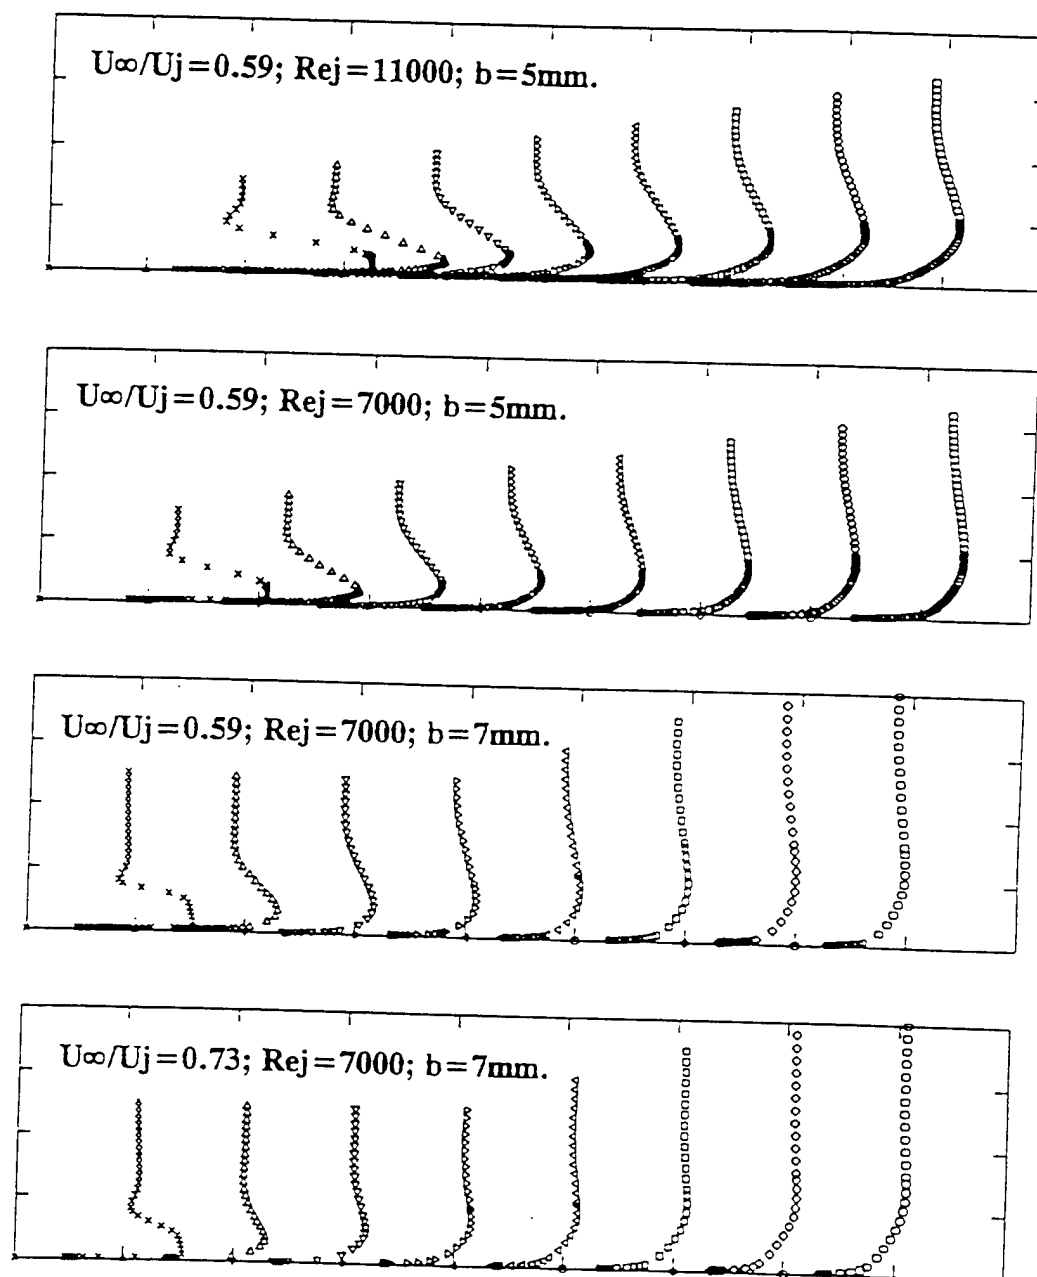 U∞/Uj=0.59; Rej=11000; b=5mm.
U∞/Uj=0.59; Rej=7000; b=5mm.
U∞/Uj=0.59; Rej=7000; b=7mm.
U∞/Uj=0.73; Rej=7000; b=7mm.